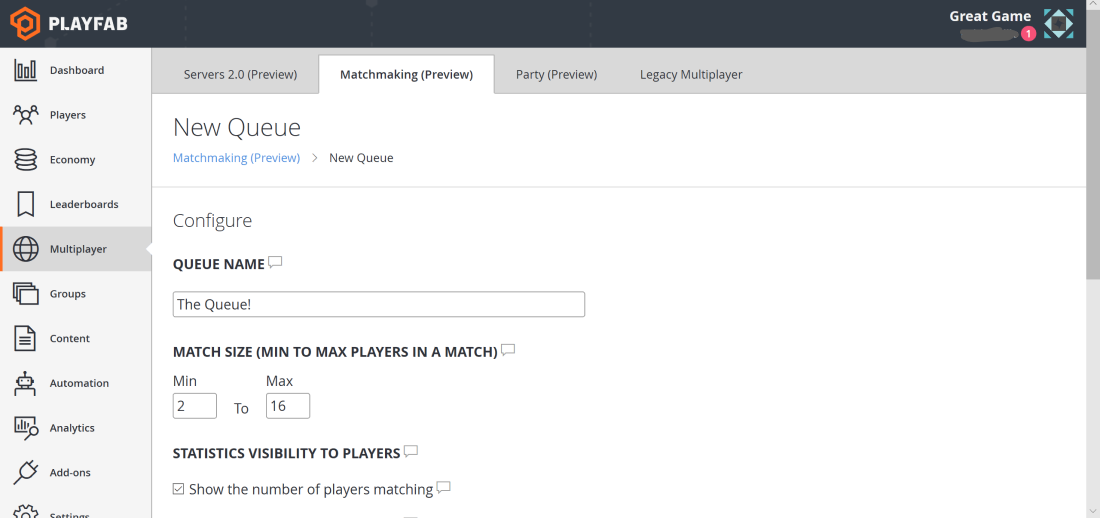 PLAYFAB
Great Game
1
Dashboard
Players
Economy
Leaderboards
Multiplayer
Groups
Content
Automation
Analytics
Add-ons
Settings
Servers 2.0 (Preview) Matchmaking (Preview) Party (Preview) Legacy Multiplayer
New Queue
Matchmaking (Preview) > New Queue
Configure
QUEUE NAME
The Queue!
MATCH SIZE (MIN TO MAX PLAYERS IN A MATCH)
Min Max
2 To 16
STATISTICS VISIBILITY TO PLAYERS
Show the number of players matching